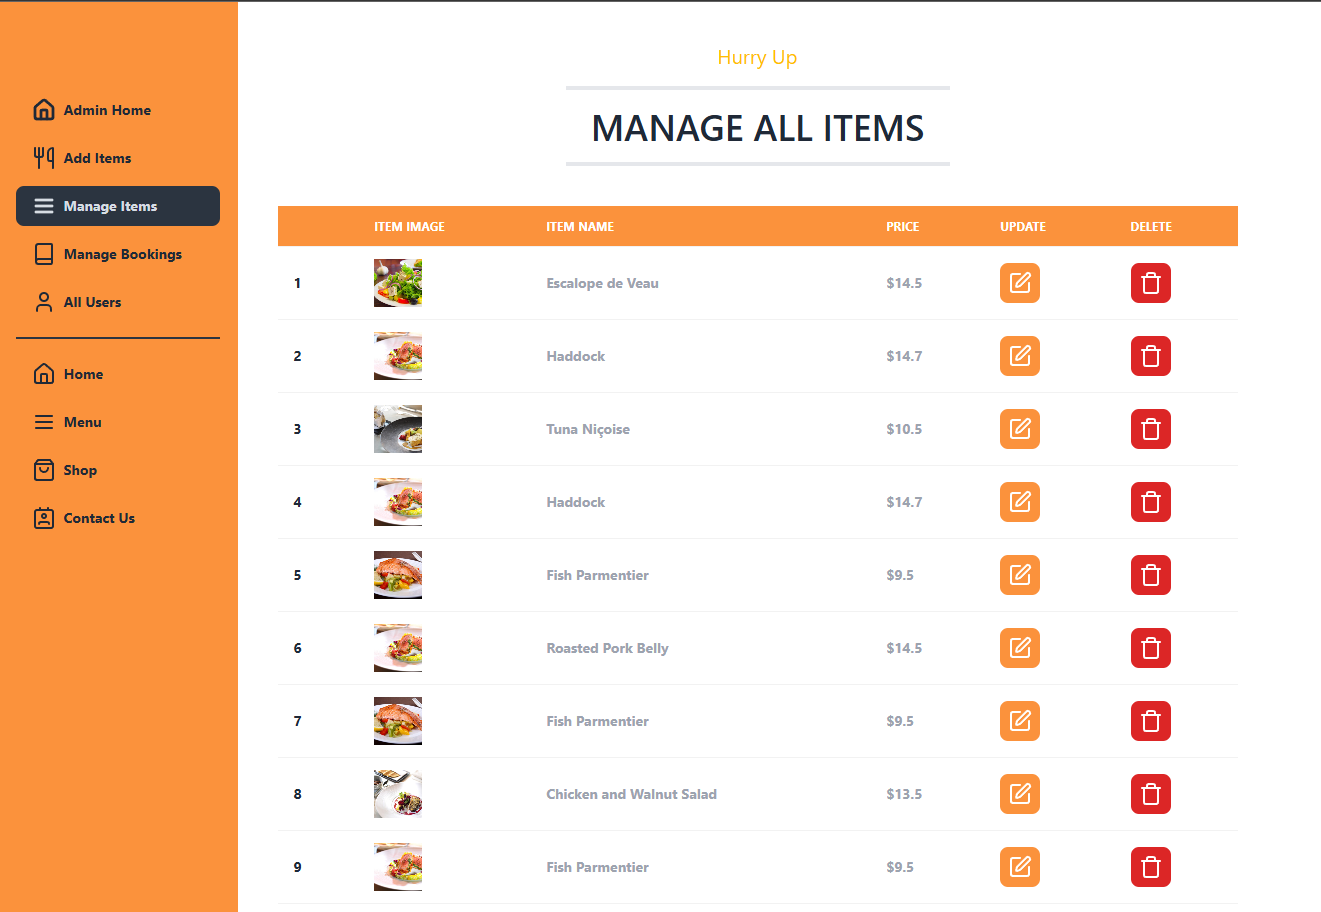 Admin Home
Add Items
Manage Items
Manage Bookings
All Users
Home
Menu
Shop
Contact Us
Hurry Up
MANAGE ALL ITEMS
ITEM IMAGE ITEM NAME PRICE UPDATE DELETE
1 Escalope de Veau $14.5
2 Haddock $14.7
3 Tuna Niçoise $10.5
4 Haddock $14.7
5 Fish Parmentier $9.5
6 Roasted Pork Belly $14.5
7 Fish Parmentier $9.5
8 Chicken and Walnut Salad $13.5
9 Fish Parmentier $9.5